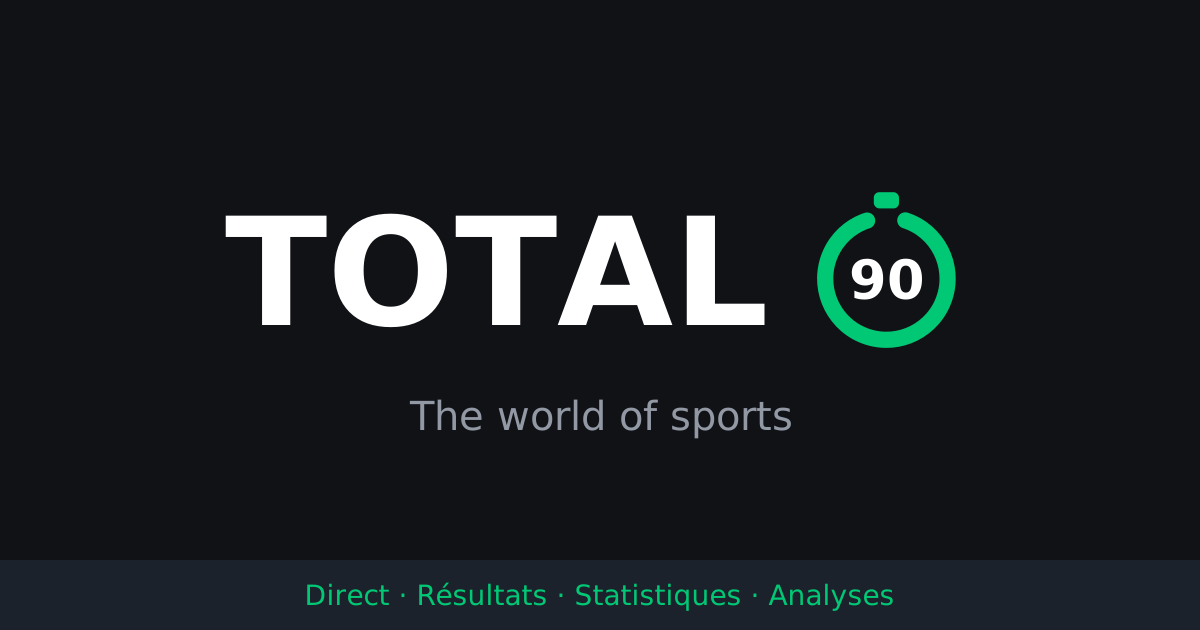 TOTAL 90
The world of sports
Direct · Résultats · Statistiques · Analyses